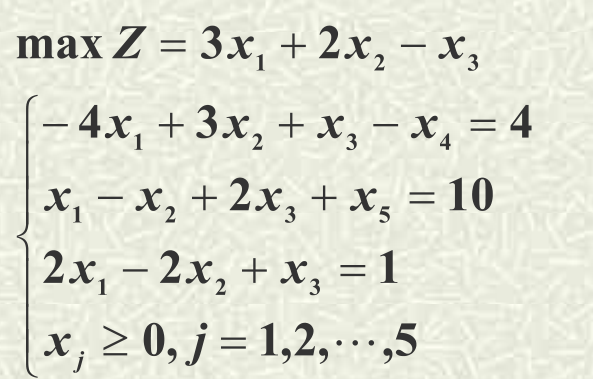 max Z = 3x₁ + 2x₂ − x₃
− 4x₁ + 3x₂ + x₃ − x₄ = 4
x₁ − x₂ + 2x₃ + x₅ = 10
2x₁ − 2x₂ + x₃ = 1
xⱼ ≥ 0, j = 1,2,⋯,5